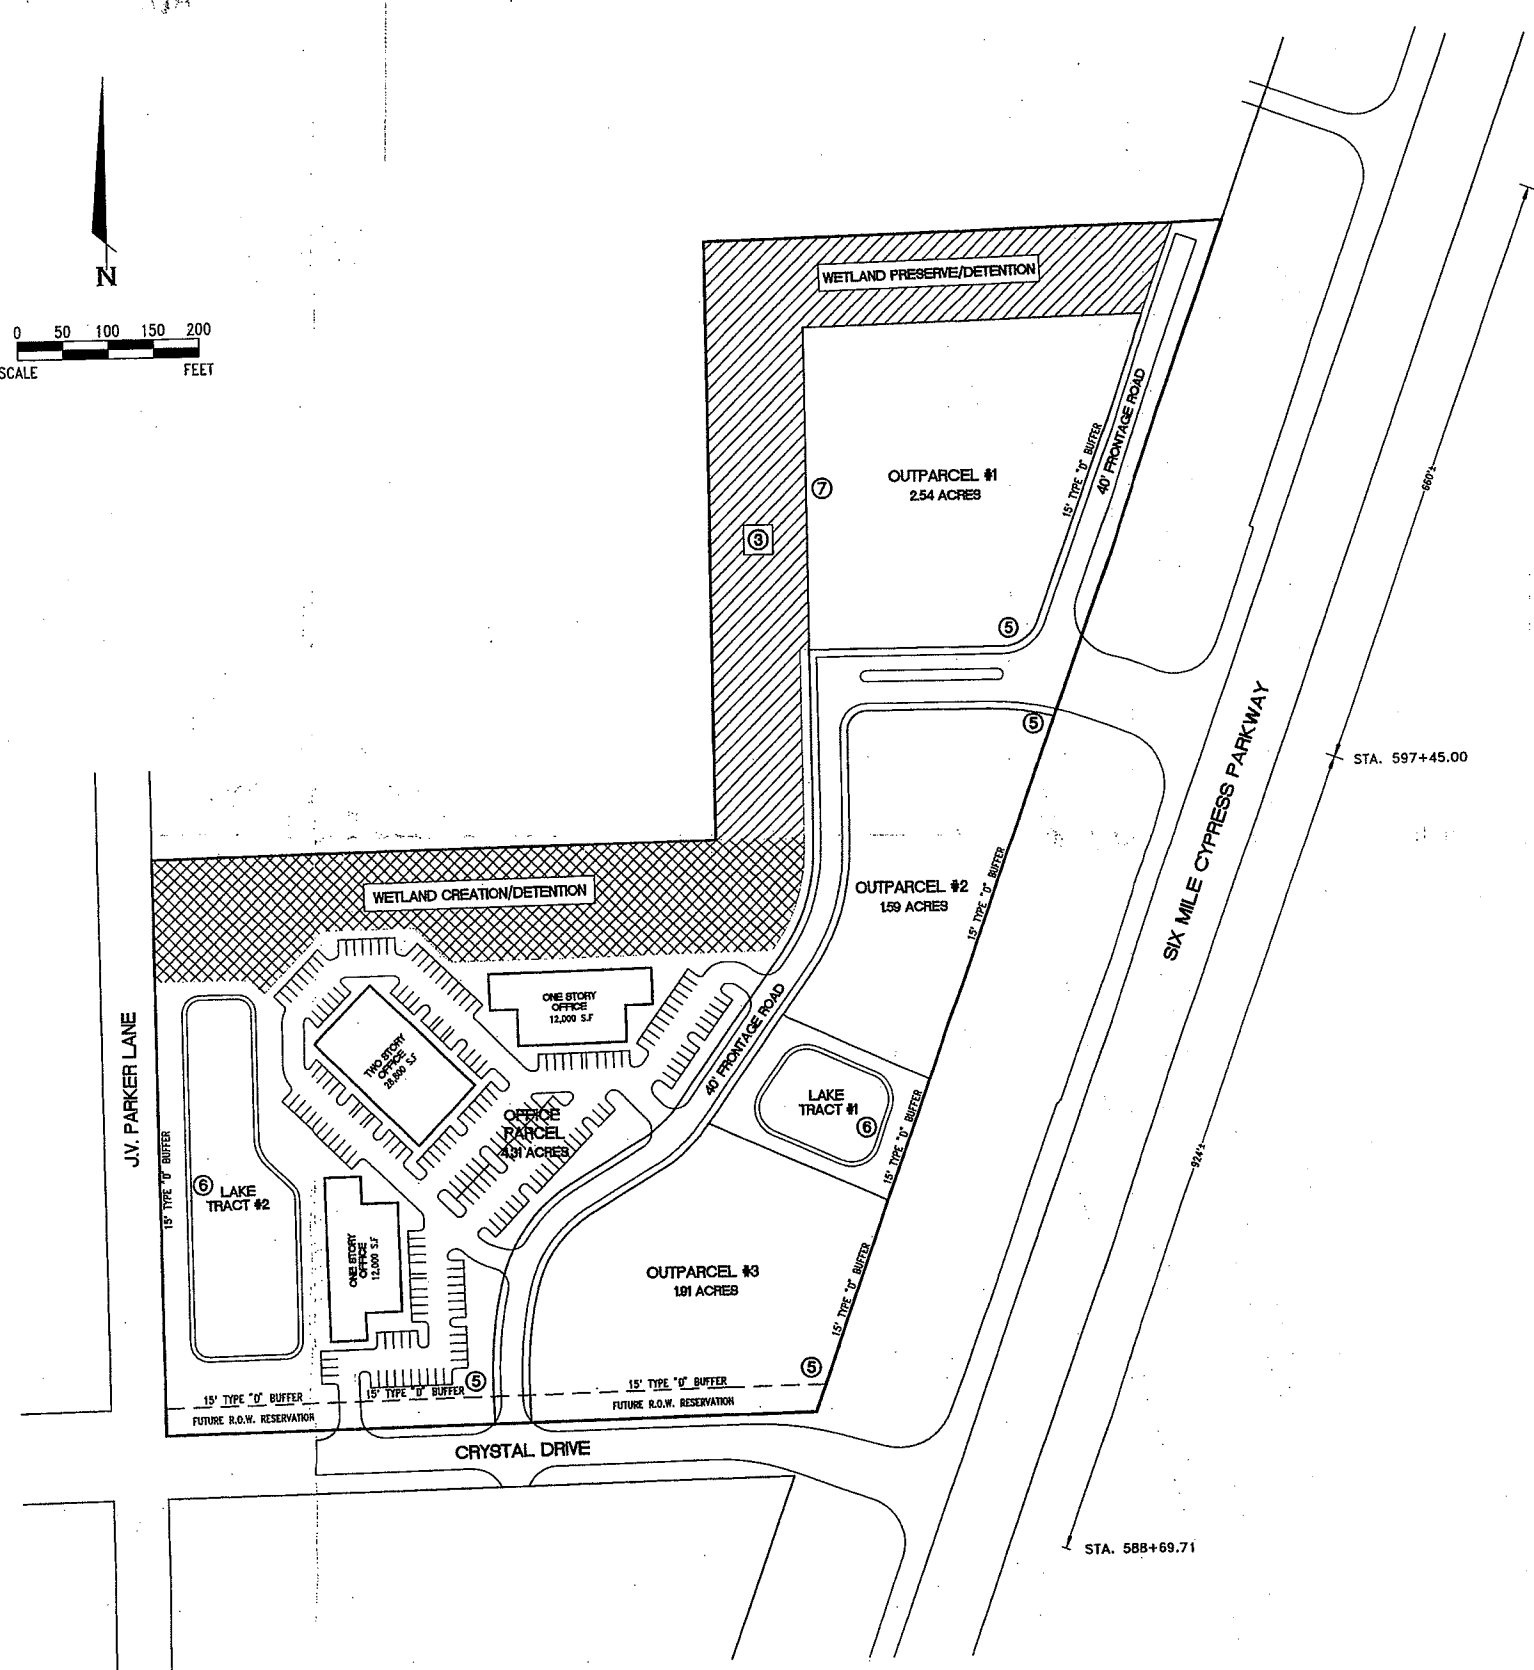 N
0 50 100 150 200
SCALE FEET
WETLAND PRESERVE/DETENTION
OUTPARCEL #1
2.54 ACRES
15' TYPE "D" BUFFER
40' FRONTAGE ROAD
7
3
5
660'±
5
STA. 597+45.00
SIX MILE CYPRESS PARKWAY
OUTPARCEL #2
1.59 ACRES
15' TYPE "D" BUFFER
WETLAND CREATION/DETENTION
J.V. PARKER LANE
ONE STORY
OFFICE
12,000 S.F
TWO STORY
OFFICE
28,800 S.F
40' FRONTAGE ROAD
OFFICE
PARCEL
4.31 ACRES
LAKE
TRACT #1
6
15' TYPE "D" BUFFER
924'±
15' TYPE "D" BUFFER
6
LAKE
TRACT #2
ONE STORY
OFFICE
12,000 S.F
OUTPARCEL #3
1.91 ACRES
15' TYPE "D" BUFFER
5
5
15' TYPE "D" BUFFER
15' TYPE "D" BUFFER
15' TYPE "D" BUFFER
FUTURE R.O.W. RESERVATION
FUTURE R.O.W. RESERVATION
CRYSTAL DRIVE
STA. 588+69.71